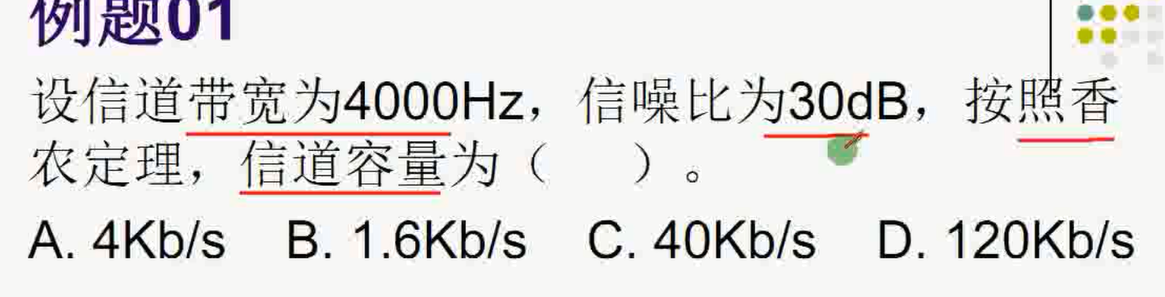 例题01
设信道带宽为4000Hz，信噪比为30dB，按照香
农定理，信道容量为（ ）。
A. 4Kb/s B. 1.6Kb/s C. 40Kb/s D. 120Kb/s